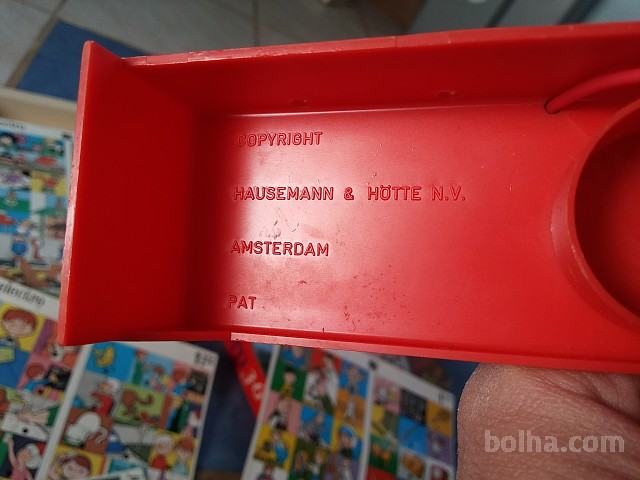 COPYRIGHT
HAUSEMANN & HÖTTE N.V.
AMSTERDAM
PAT
bolha.com